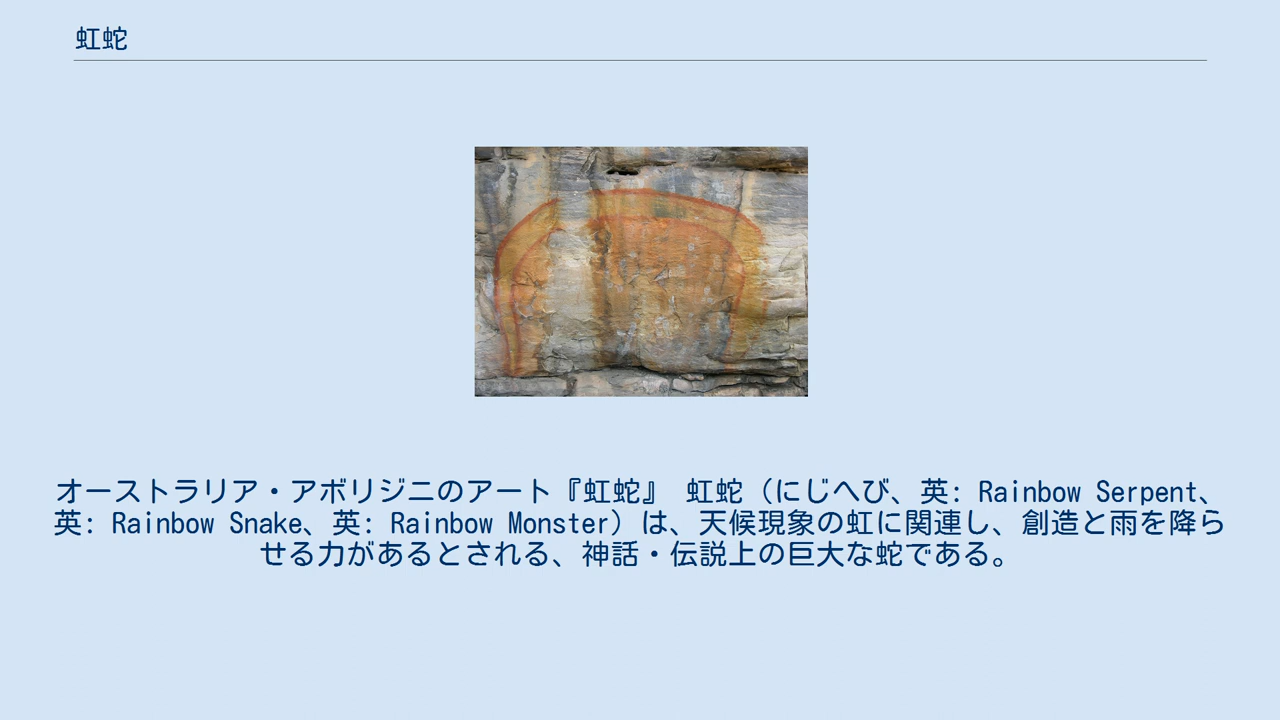 虹蛇
オーストラリア・アボリジニのアート『虹蛇』 虹蛇（にじへび、英: Rainbow Serpent、
英: Rainbow Snake、英: Rainbow Monster）は、天候現象の虹に関連し、創造と雨を降ら
せる力があるとされる、神話・伝説上の巨大な蛇である。